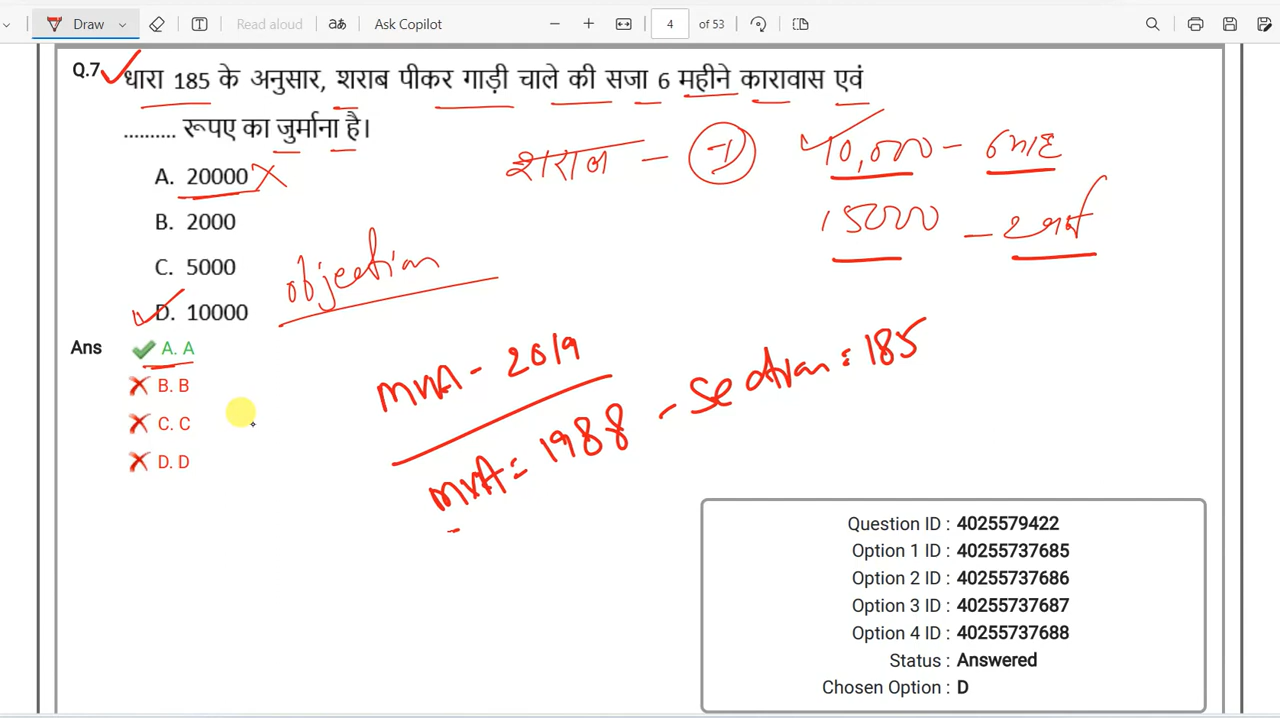 Draw
Read aloud
Ask Copilot
4 of 53
Q.7 धारा 185 के अनुसार, शराब पीकर गाड़ी चाले की सजा 6 महीने कारावास एवं
.......... रूपए का जुर्माना है।
A. 20000
B. 2000
C. 5000
D. 10000
शराब - I 10,000 - 6 माह
15000 - 2 वर्ष
objection
Ans A. A
B. B
C. C
D. D
MVA - 2019
MVA = 1988 - Section : 185
Question ID : 4025579422
Option 1 ID : 40255737685
Option 2 ID : 40255737686
Option 3 ID : 40255737687
Option 4 ID : 40255737688
Status : Answered
Chosen Option : D